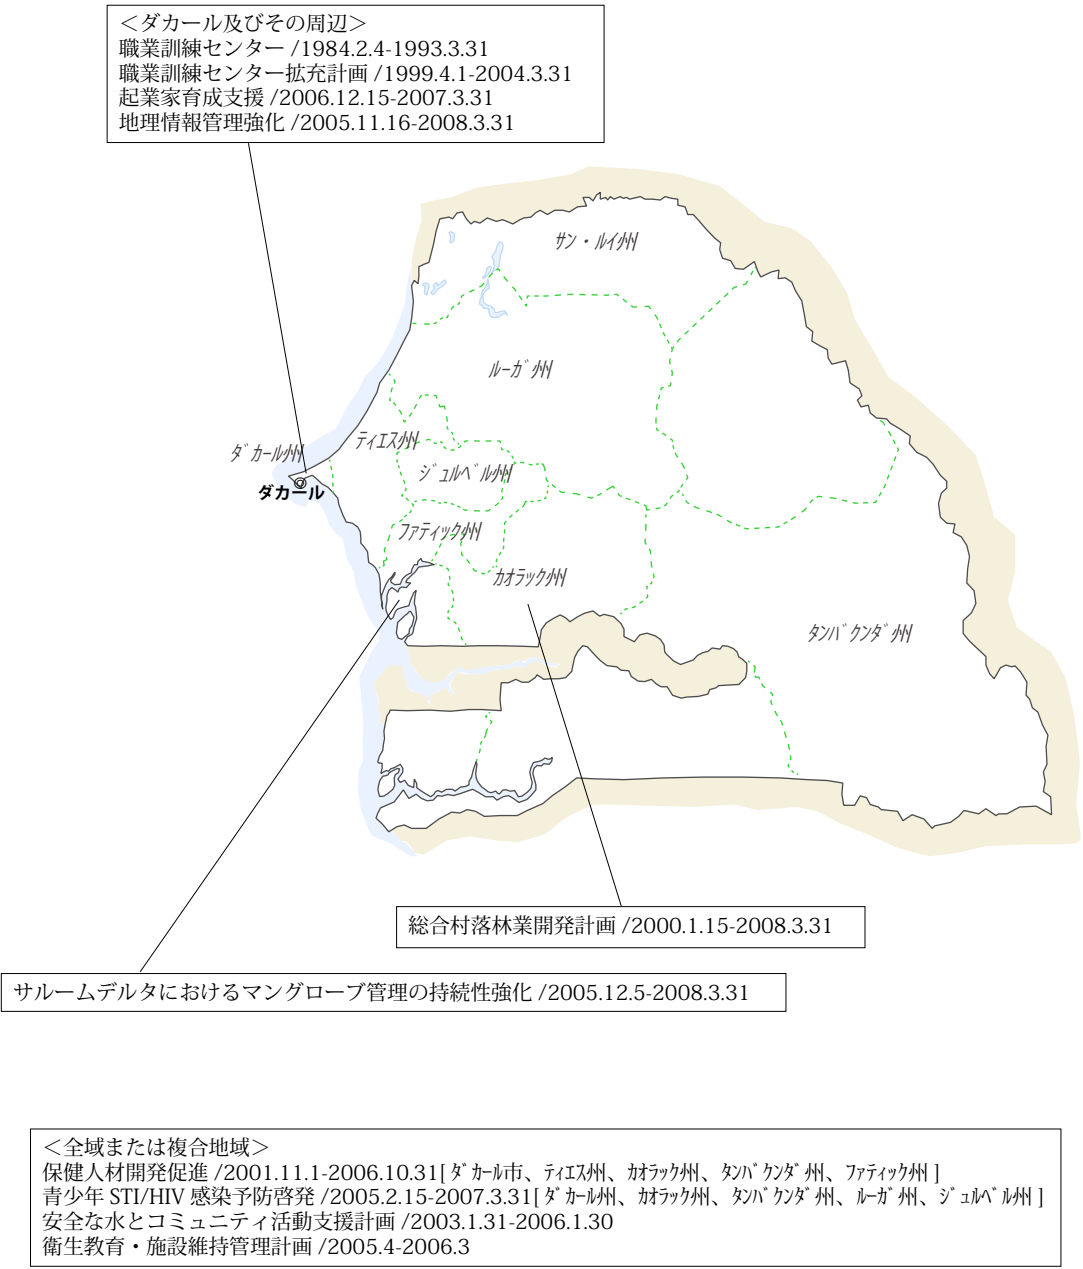 ＜ダカール及びその周辺＞
職業訓練センター /1984.2.4-1993.3.31
職業訓練センター拡充計画 /1999.4.1-2004.3.31
起業家育成支援 /2006.12.15-2007.3.31
地理情報管理強化 /2005.11.16-2008.3.31
ｻﾝ・ﾙｲ州
ﾙｰｶﾞ州
ﾃｨｴｽ州
ﾀﾞｶｰﾙ州
ｼﾞｭﾙﾍﾞﾙ州
ダカール
ﾌｧﾃｨｯｸ州
ｶｵﾗｯｸ州
ﾀﾝﾊﾞｸﾝﾀﾞ州
総合村落林業開発計画 /2000.1.15-2008.3.31
サルームデルタにおけるマングローブ管理の持続性強化 /2005.12.5-2008.3.31
＜全域または複合地域＞
保健人材開発促進 /2001.11.1-2006.10.31[ ﾀﾞｶｰﾙ市、ﾃｨｴｽ州、ｶｵﾗｯｸ州、ﾀﾝﾊﾞｸﾝﾀﾞ州、ﾌｧﾃｨｯｸ州 ]
青少年 STI/HIV 感染予防啓発 /2005.2.15-2007.3.31[ ﾀﾞｶｰﾙ州、ｶｵﾗｯｸ州、ﾀﾝﾊﾞｸﾝﾀﾞ州、ﾙｰｶﾞ州、ｼﾞｭﾙﾍﾞﾙ州 ]
安全な水とコミュニティ活動支援計画 /2003.1.31-2006.1.30
衛生教育・施設維持管理計画 /2005.4-2006.3